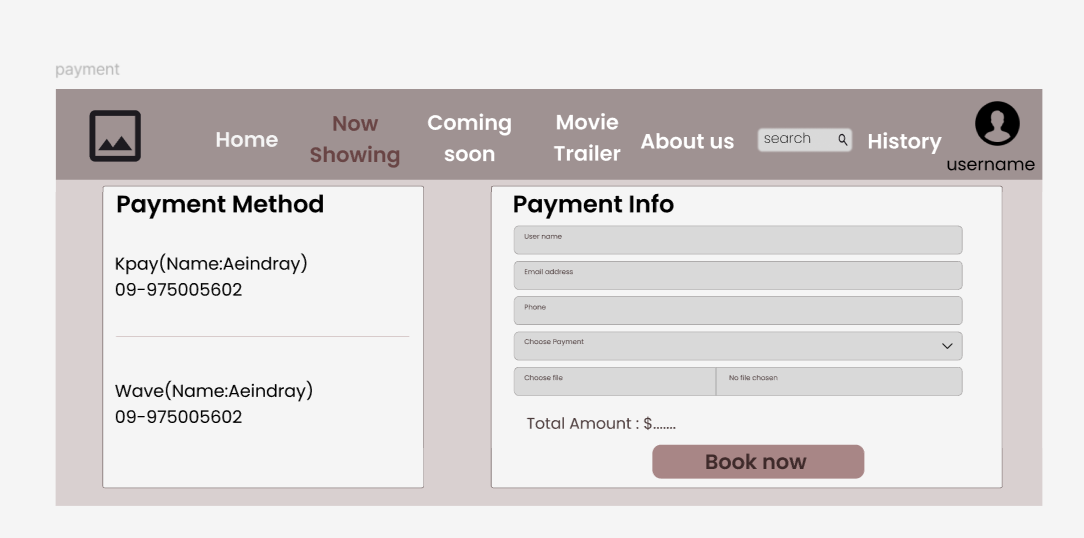 payment
Home
Now
Showing
Coming
soon
Movie
Trailer
About us
search
History
username
Payment Method
Kpay(Name:Aeindray)
09-975005602
Wave(Name:Aeindray)
09-975005602
Payment Info
User name
Email address
Phone
Choose Payment
Choose file
No file chosen
Total Amount : $.......
Book now